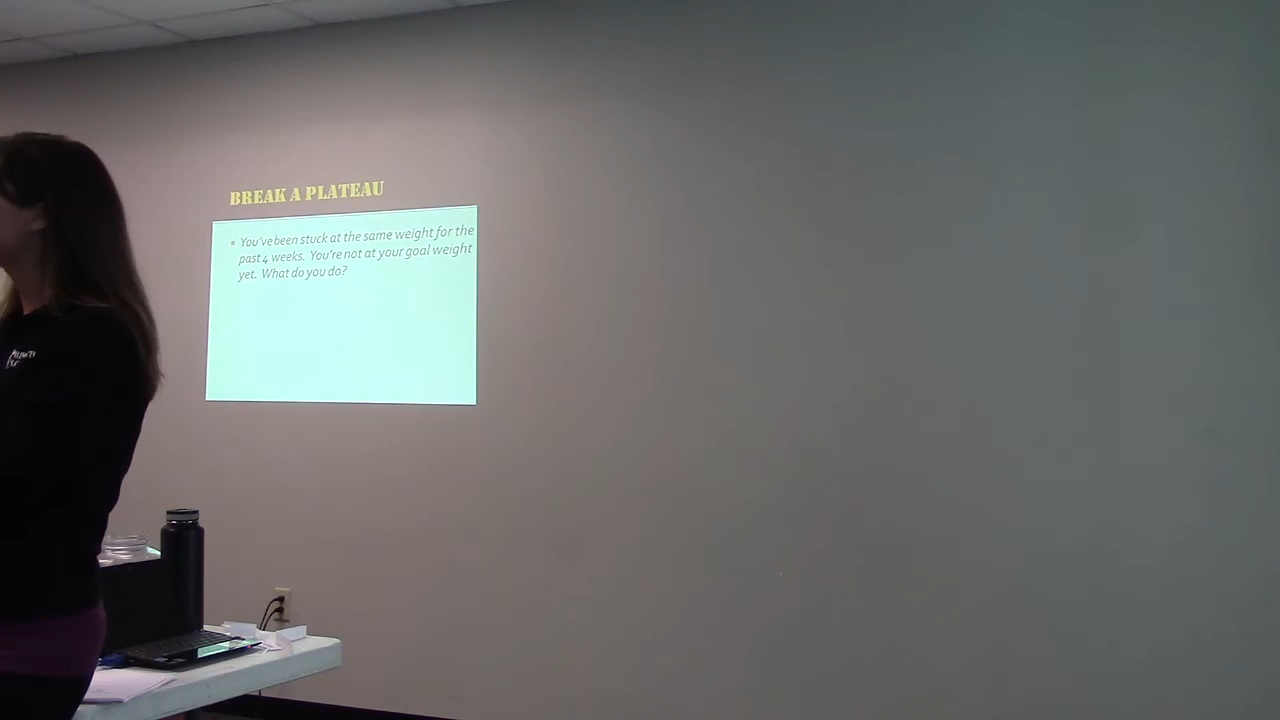 BREAK A PLATEAU
You've been stuck at the same weight for the
past 4 weeks. You're not at your goal weight
yet. What do you do?